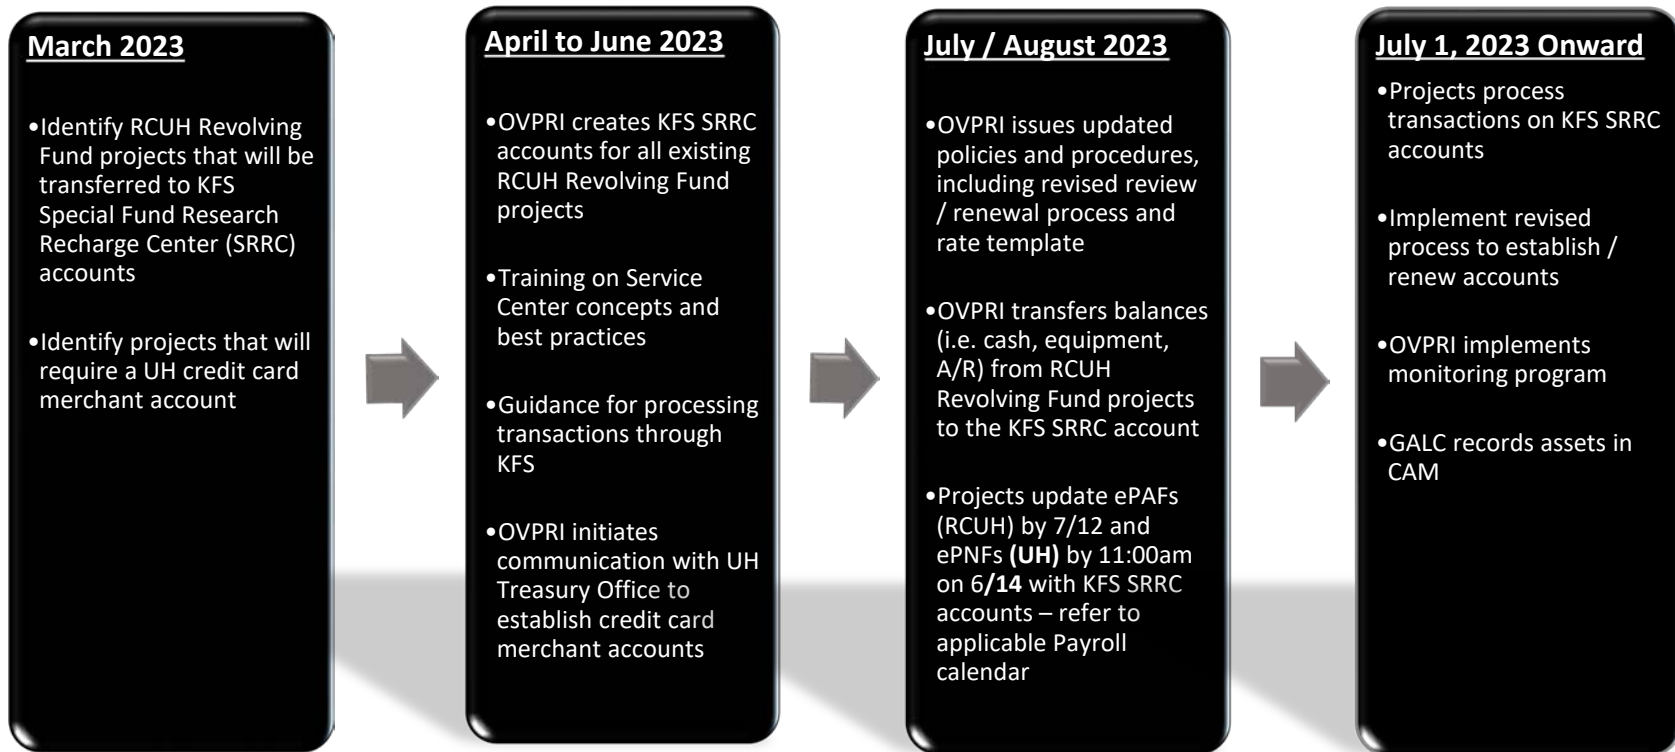 March 2023
•Identify RCUH Revolving
Fund projects that will be
transferred to KFS
Special Fund Research
Recharge Center (SRRC)
accounts
•Identify projects that will
require a UH credit card
merchant account
April to June 2023
•OVPRI creates KFS SRRC
accounts for all existing
RCUH Revolving Fund
projects
•Training on Service
Center concepts and
best practices
•Guidance for processing
transactions through
KFS
•OVPRI initiates
communication with UH
Treasury Office to
establish credit card
merchant accounts
July / August 2023
•OVPRI issues updated
policies and procedures,
including revised review
/ renewal process and
rate template
•OVPRI transfers balances
(i.e. cash, equipment,
A/R) from RCUH
Revolving Fund projects
to the KFS SRRC account
•Projects update ePAFs
(RCUH) by 7/12 and
ePNFs (UH) by 11:00am
on 6/14 with KFS SRRC
accounts – refer to
applicable Payroll
calendar
July 1, 2023 Onward
•Projects process
transactions on KFS SRRC
accounts
•Implement revised
process to establish /
renew accounts
•OVPRI implements
monitoring program
•GALC records assets in
CAM